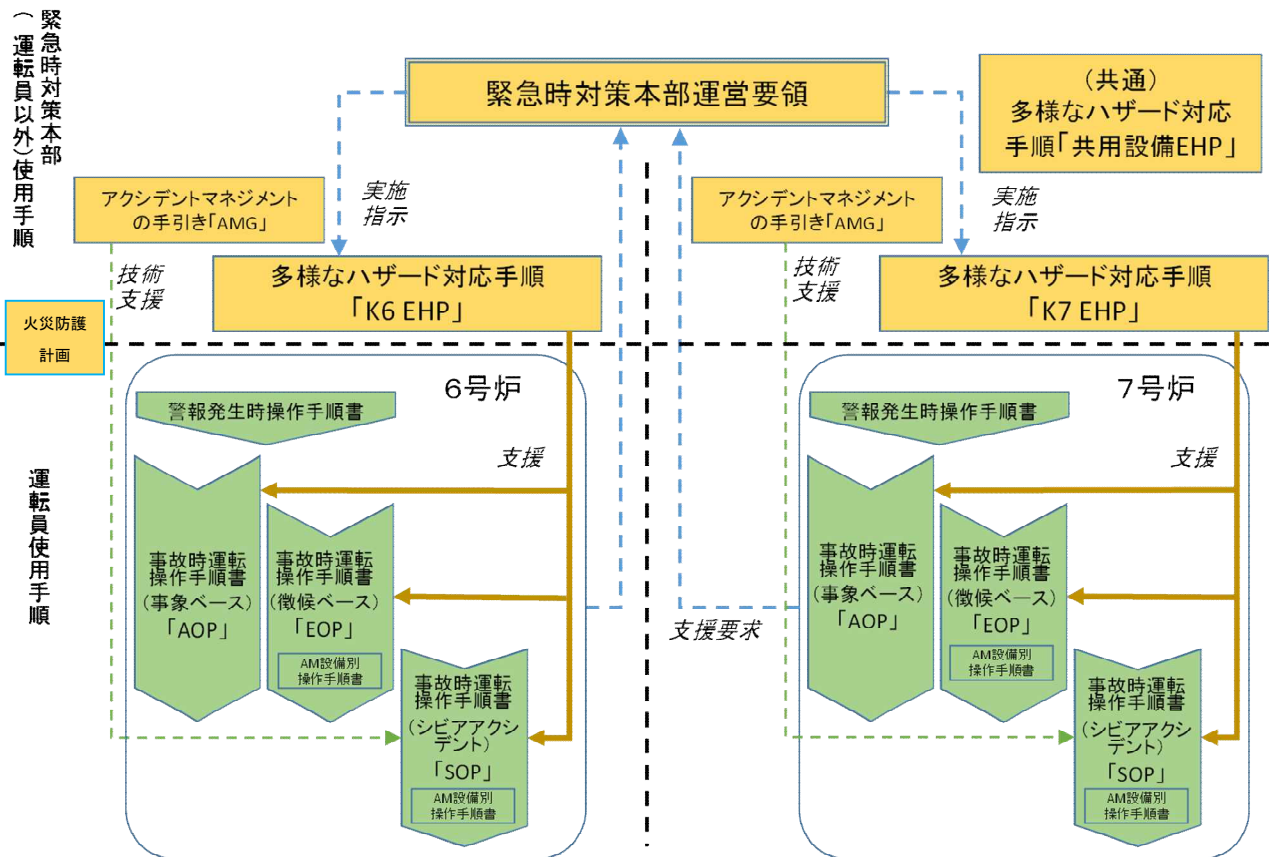 緊急時対策本部
（運転員以外）使用手順
緊急時対策本部運営要領
（共通）
多様なハザード対応
手順「共用設備EHP」
アクシデントマネジメント
の手引き「AMG」
実施
指示
アクシデントマネジメント
の手引き「AMG」
実施
指示
技術
支援
多様なハザード対応手順
「K6 EHP」
技術
支援
多様なハザード対応手順
「K7 EHP」
火災防護
計画
運転員使用手順
6号炉
警報発生時操作手順書
支援
事故時運転
操作手順書
（事象ベース）
「AOP」
事故時運転
操作手順書
（徴候ベース）
「EOP」
AM設備別
操作手順書
事故時運転
操作手順書
（シビアアクシ
デント）
「SOP」
AM設備別
操作手順書
支援要求
7号炉
警報発生時操作手順書
支援
事故時運転
操作手順書
（事象ベース）
「AOP」
事故時運転
操作手順書
（徴候ベース）
「EOP」
AM設備別
操作手順書
事故時運転
操作手順書
（シビアアクシ
デント）
「SOP」
AM設備別
操作手順書